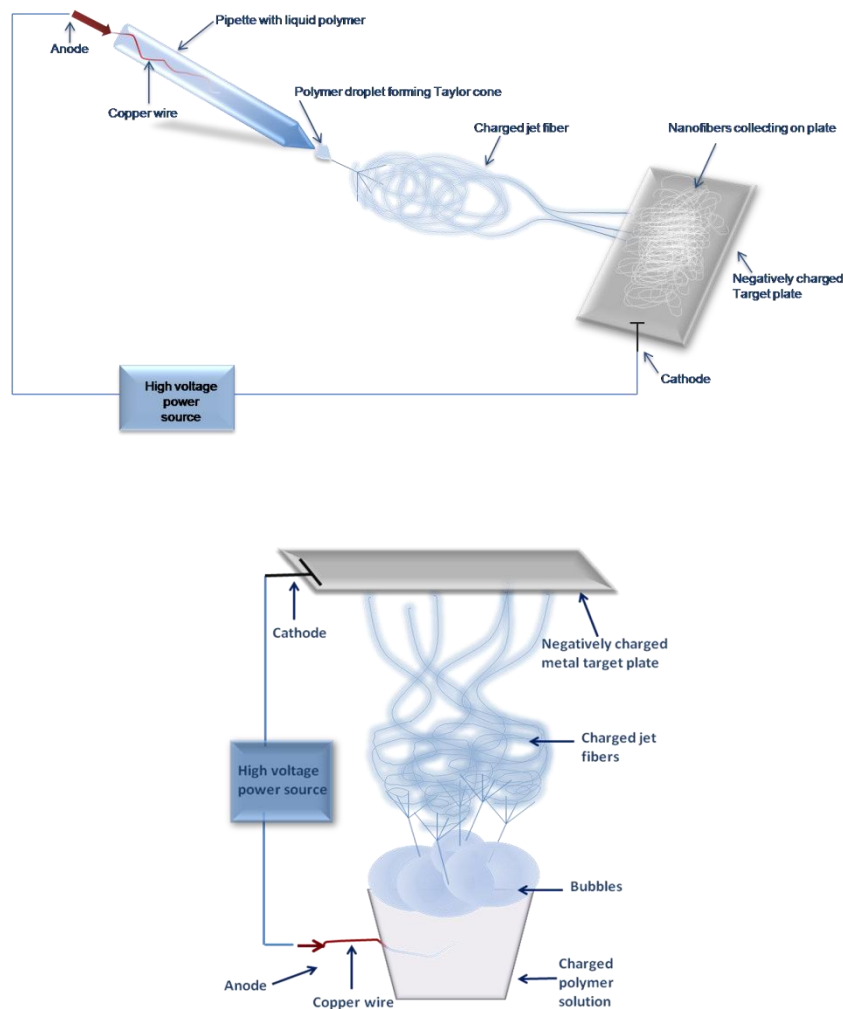 Pipette with liquid polymer
Anode
Copper wire
Polymer droplet forming Taylor cone
Charged jet fiber
Nanofibers collecting on plate
Negatively charged
Target plate
Cathode
High voltage
power
source
Cathode
Negatively charged
metal target plate
Charged jet
fibers
High voltage
power source
Bubbles
Anode
Copper wire
Charged
polymer
solution